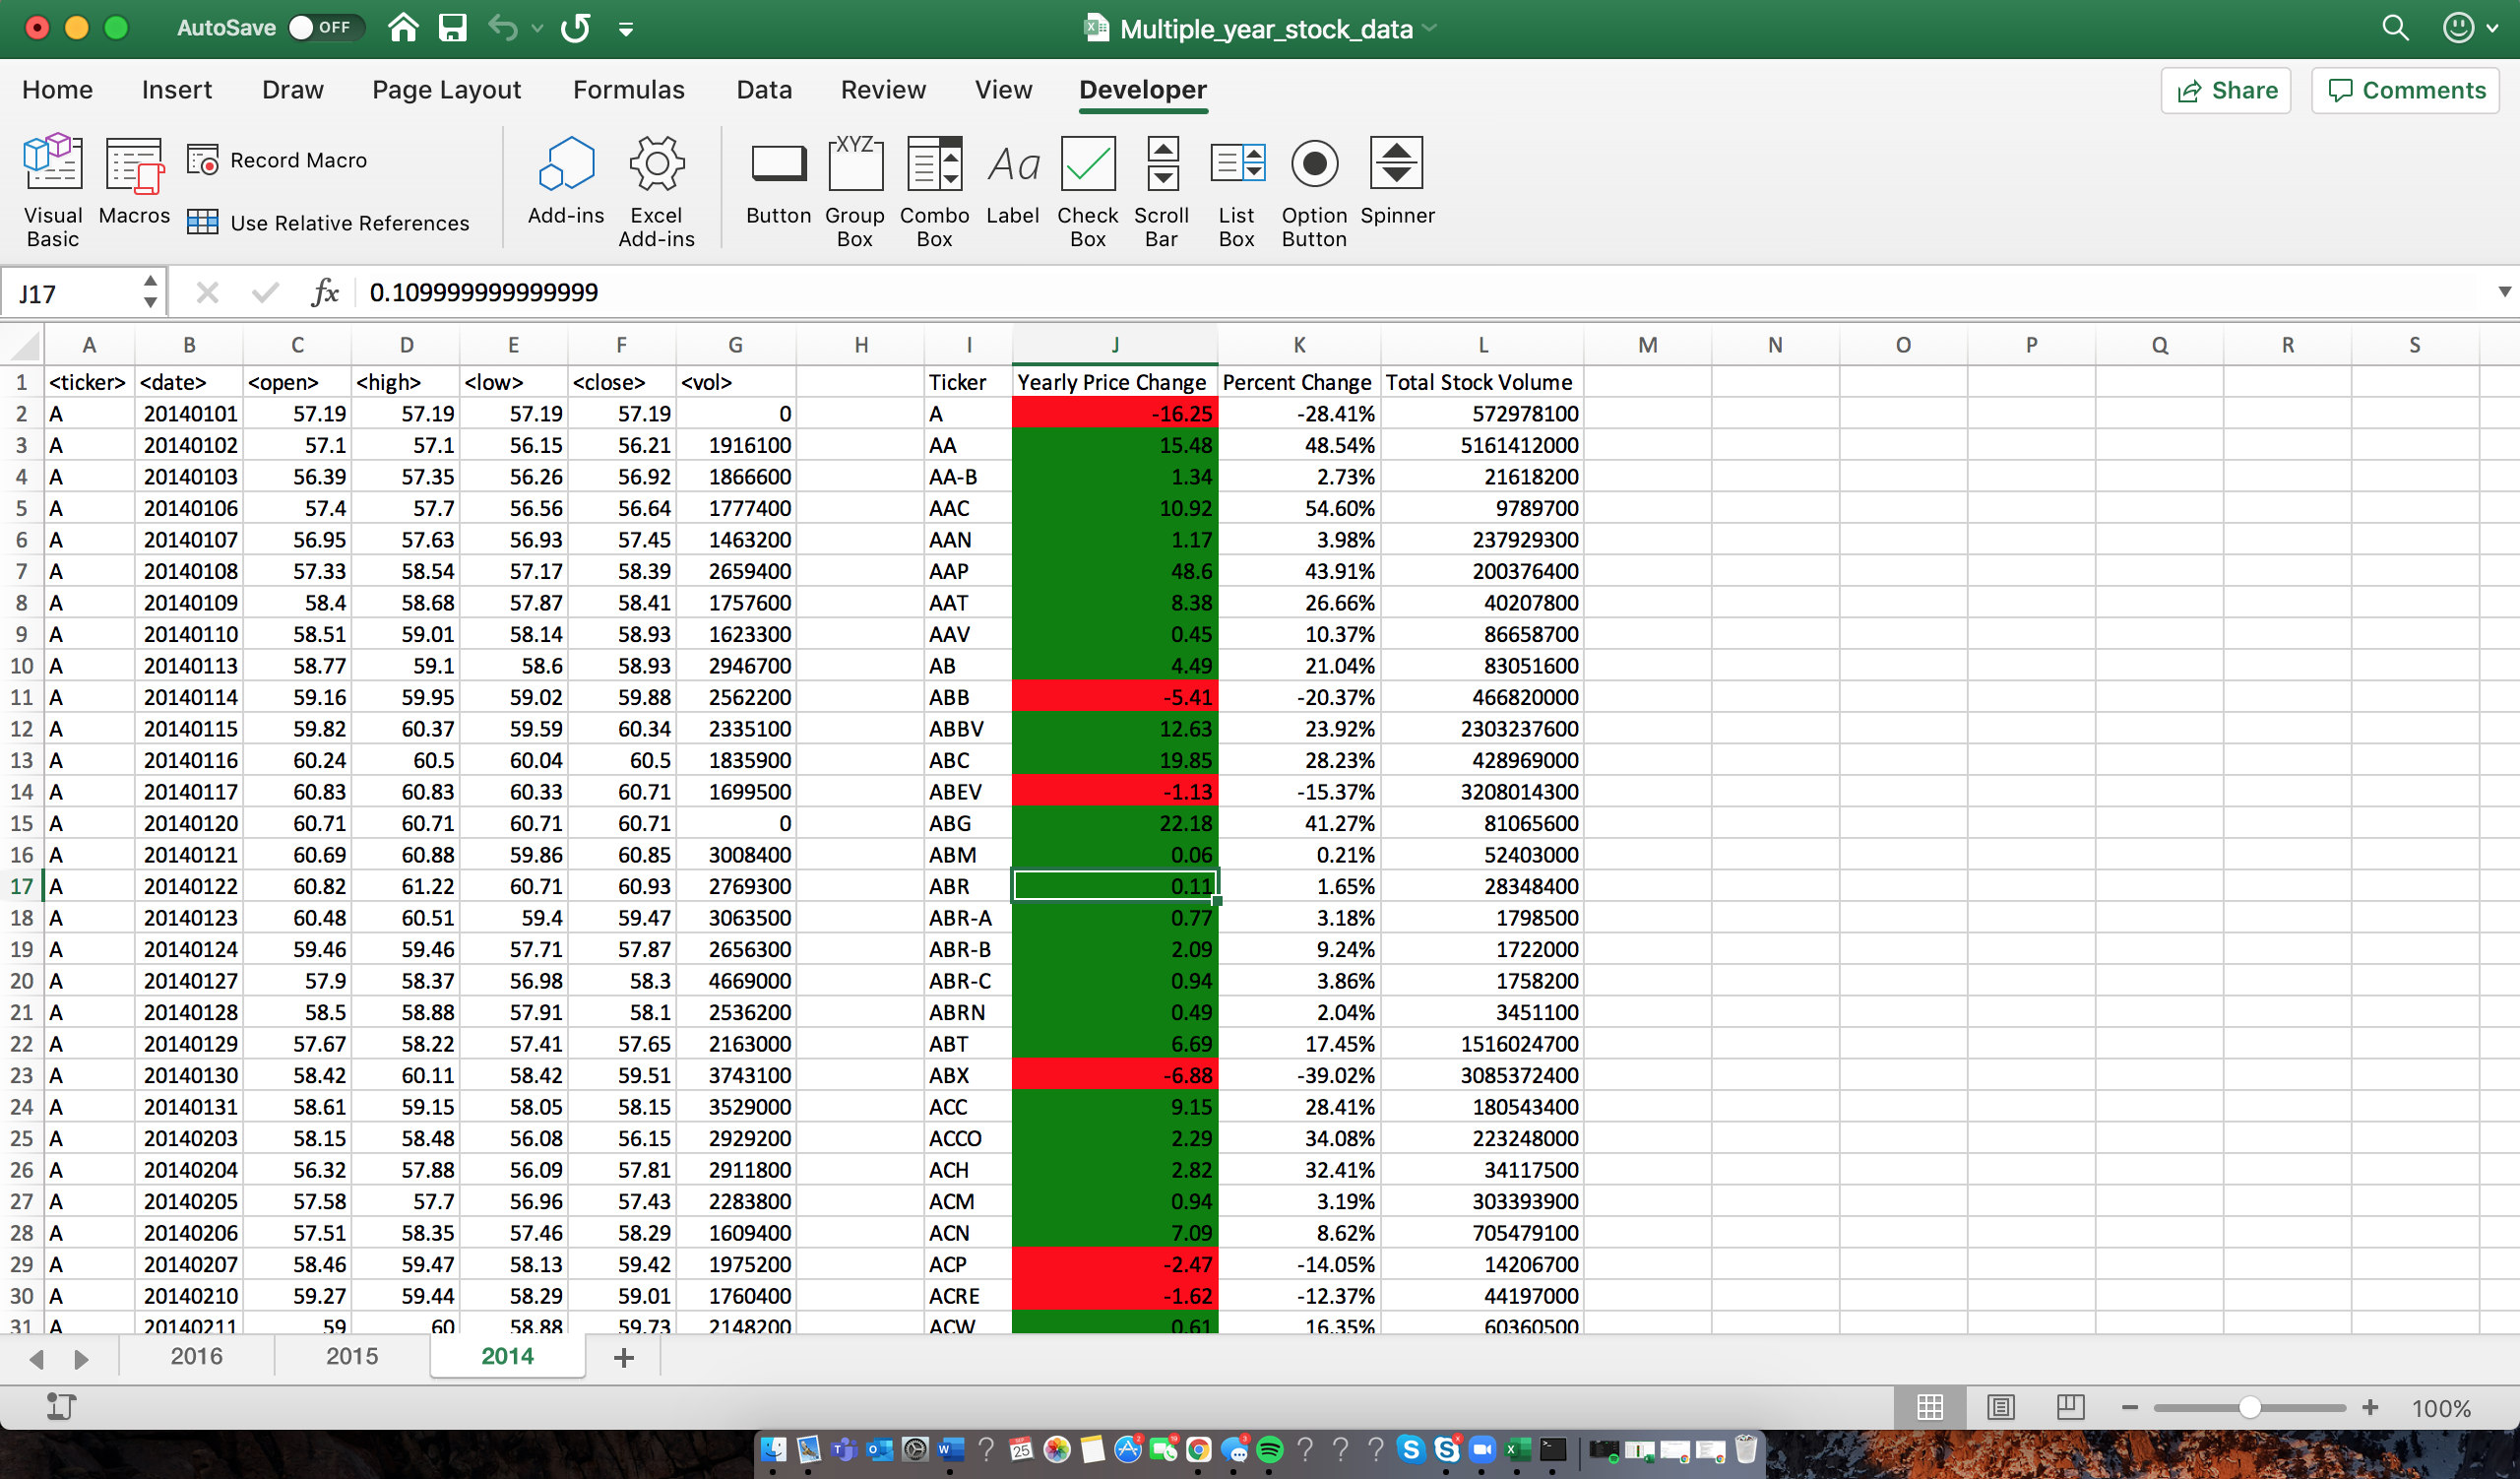 AutoSave OFF Multiple_year_stock_data
Home Insert Draw Page Layout Formulas Data Review View Developer Share Comments
Visual Basic Macros Record Macro Use Relative References Add-ins Excel Add-ins XYZ Button Group Box Combo Box Aa Label Check Box Scroll Bar List Box Option Button Spinner
J17 fx 0.109999999999999
A B C D E F G H I J K L M N O P Q R S
1 <ticker> <date> <open> <high> <low> <close> <vol> Ticker Yearly Price Change Percent Change Total Stock Volume
2 A 20140101 57.19 57.19 57.19 57.19 0 A -16.25 -28.41% 572978100
3 A 20140102 57.1 57.1 56.15 56.21 1916100 AA 15.48 48.54% 5161412000
4 A 20140103 56.39 57.35 56.26 56.92 1866600 AA-B 1.34 2.73% 21618200
5 A 20140106 57.4 57.7 56.56 56.64 1777400 AAC 10.92 54.60% 9789700
6 A 20140107 56.95 57.63 56.93 57.45 1463200 AAN 1.17 3.98% 237929300
7 A 20140108 57.33 58.54 57.17 58.39 2659400 AAP 48.6 43.91% 200376400
8 A 20140109 58.4 58.68 57.87 58.41 1757600 AAT 8.38 26.66% 40207800
9 A 20140110 58.51 59.01 58.14 58.93 1623300 AAV 0.45 10.37% 86658700
10 A 20140113 58.77 59.1 58.6 58.93 2946700 AB 4.49 21.04% 83051600
11 A 20140114 59.16 59.95 59.02 59.88 2562200 ABB -5.41 -20.37% 466820000
12 A 20140115 59.82 60.37 59.59 60.34 2335100 ABBV 12.63 23.92% 2303237600
13 A 20140116 60.24 60.5 60.04 60.5 1835900 ABC 19.85 28.23% 428969000
14 A 20140117 60.83 60.83 60.33 60.71 1699500 ABEV -1.13 -15.37% 3208014300
15 A 20140120 60.71 60.71 60.71 60.71 0 ABG 22.18 41.27% 81065600
16 A 20140121 60.69 60.88 59.86 60.85 3008400 ABM 0.06 0.21% 52403000
17 A 20140122 60.82 61.22 60.71 60.93 2769300 ABR 0.11 1.65% 28348400
18 A 20140123 60.48 60.51 59.4 59.47 3063500 ABR-A 0.77 3.18% 1798500
19 A 20140124 59.46 59.46 57.71 57.87 2656300 ABR-B 2.09 9.24% 1722000
20 A 20140127 57.9 58.37 56.98 58.3 4669000 ABR-C 0.94 3.86% 1758200
21 A 20140128 58.5 58.88 57.91 58.1 2536200 ABRN 0.49 2.04% 3451100
22 A 20140129 57.67 58.22 57.41 57.65 2163000 ABT 6.69 17.45% 1516024700
23 A 20140130 58.42 60.11 58.42 59.51 3743100 ABX -6.88 -39.02% 3085372400
24 A 20140131 58.61 59.15 58.05 58.15 3529000 ACC 9.15 28.41% 180543400
25 A 20140203 58.15 58.48 56.08 56.15 2929200 ACCO 2.29 34.08% 223248000
26 A 20140204 56.32 57.88 56.09 57.81 2911800 ACH 2.82 32.41% 34117500
27 A 20140205 57.58 57.7 56.96 57.43 2283800 ACM 0.94 3.19% 303393900
28 A 20140206 57.51 58.35 57.46 58.29 1609400 ACN 7.09 8.62% 705479100
29 A 20140207 58.46 59.47 58.13 59.42 1975200 ACP -2.47 -14.05% 14206700
30 A 20140210 59.27 59.44 58.29 59.01 1760400 ACRE -1.62 -12.37% 44197000
31 A 20140211 59 60 58.88 59.73 2148200 ACW 0.61 16.35% 60360500
2016 2015 2014
100%
25